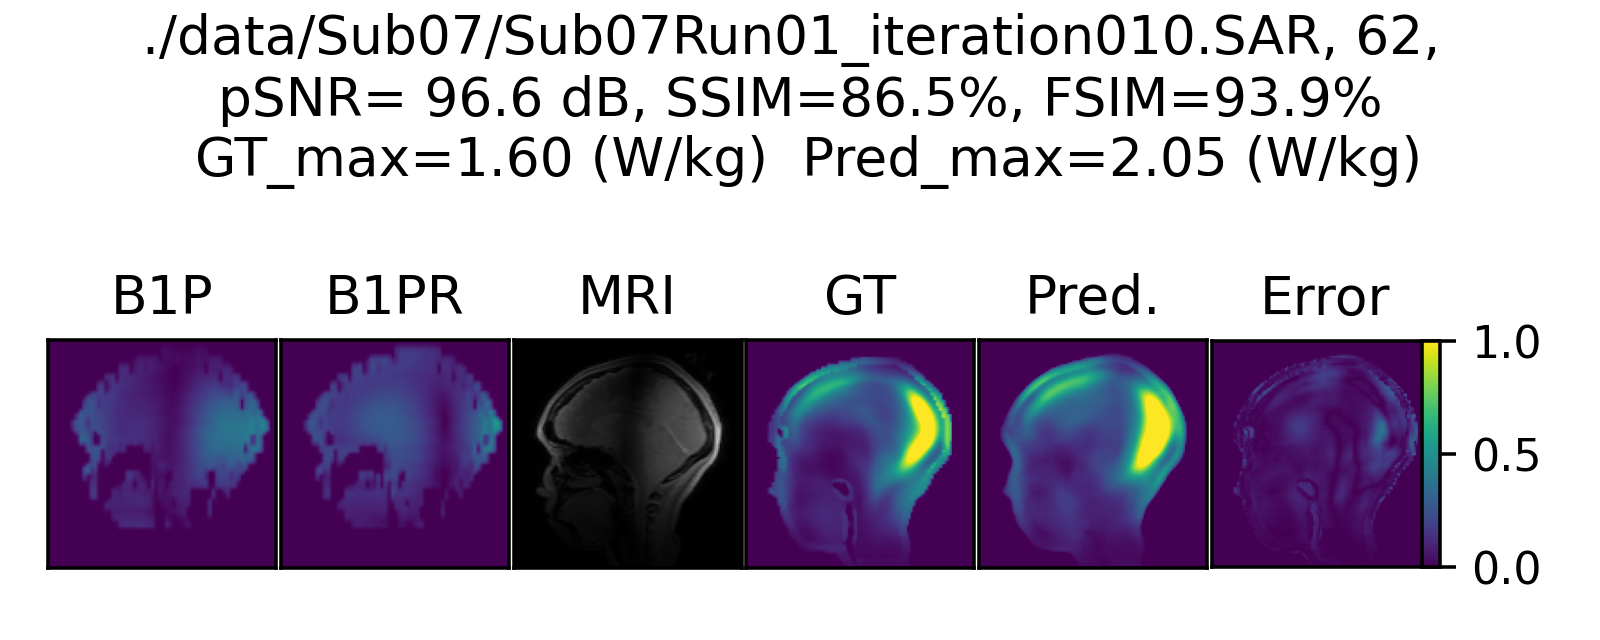 ./data/Sub07/Sub07Run01_iteration010.SAR, 62,
pSNR= 96.6 dB, SSIM=86.5%, FSIM=93.9%
GT_max=1.60 (W/kg)  Pred_max=2.05 (W/kg)
B1P B1PR MRI GT Pred. Error
1.0
0.5
0.0